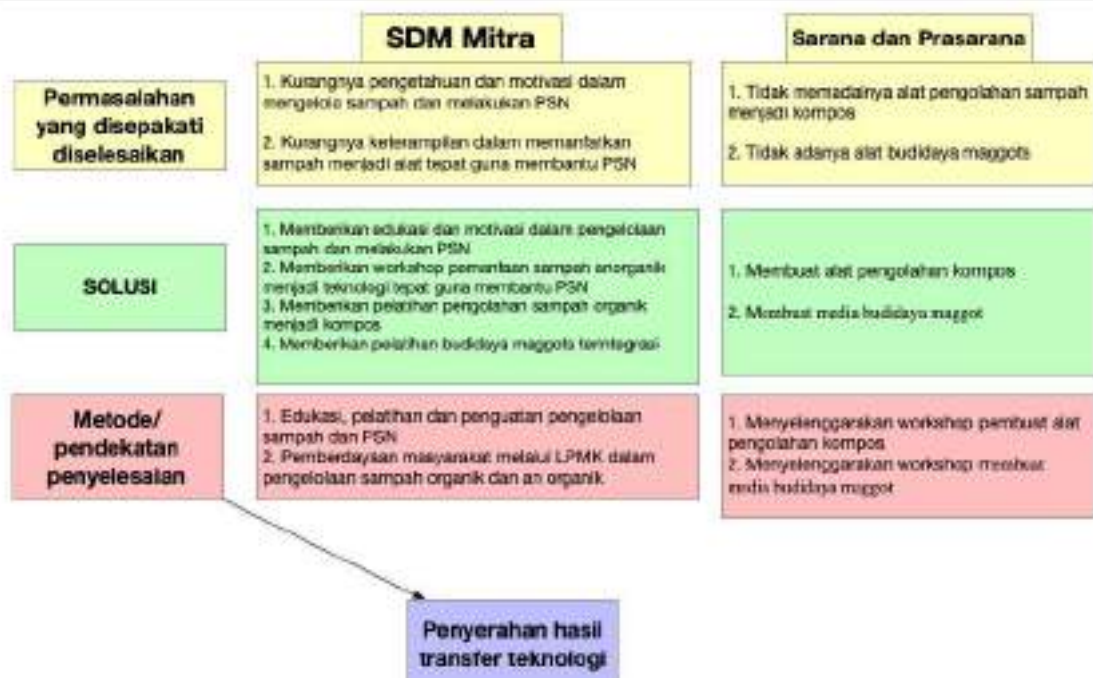 SDM Mitra
Sarana dan Prasarana
Permasalahan
yang disepakati
diselesaikan
1. Kurangnya pengetahuan dan motivasi dalam
mengelola sampah dan melakukan PSN
2. Kurangnya keterampilan dalam memanfatkan
sampah menjadi alat tepat guna membantu PSN
1. Tidak memadainya alat pengolahan sampah
menjadi kompos
2. Tidak adanya alat budidaya maggots
SOLUSI
1. Memberikan edukasi dan motivasi dalam pengelolaan
sampah dan melakukan PSN
2. Memberikan workshop pemanfaan sampah anorganik
menjadi teknologi tepat guna membantu PSN
3. Memberikan pelatihan pengolahan sampah organik
menjadi kompos
4. Memberikan pelatihan budidaya maggots terintegrasi
1. Membuat alat pengolahan kompos
2. Membuat media budidaya maggot
Metode/
pendekatan
penyelesaian
1. Edukasi, pelatihan dan penguatan pengelolaan
sampah dan PSN
2. Pemberdayaan masyarakat melalui LPMK dalam
pengelolaan sampah organik dan an organik
1. Menyelenggarakan workshop pembuat alat
pengolahan kompos
2. Menyelenggarakan workshop membuat
media budidaya maggot
Penyerahan hasil
transfer teknologi